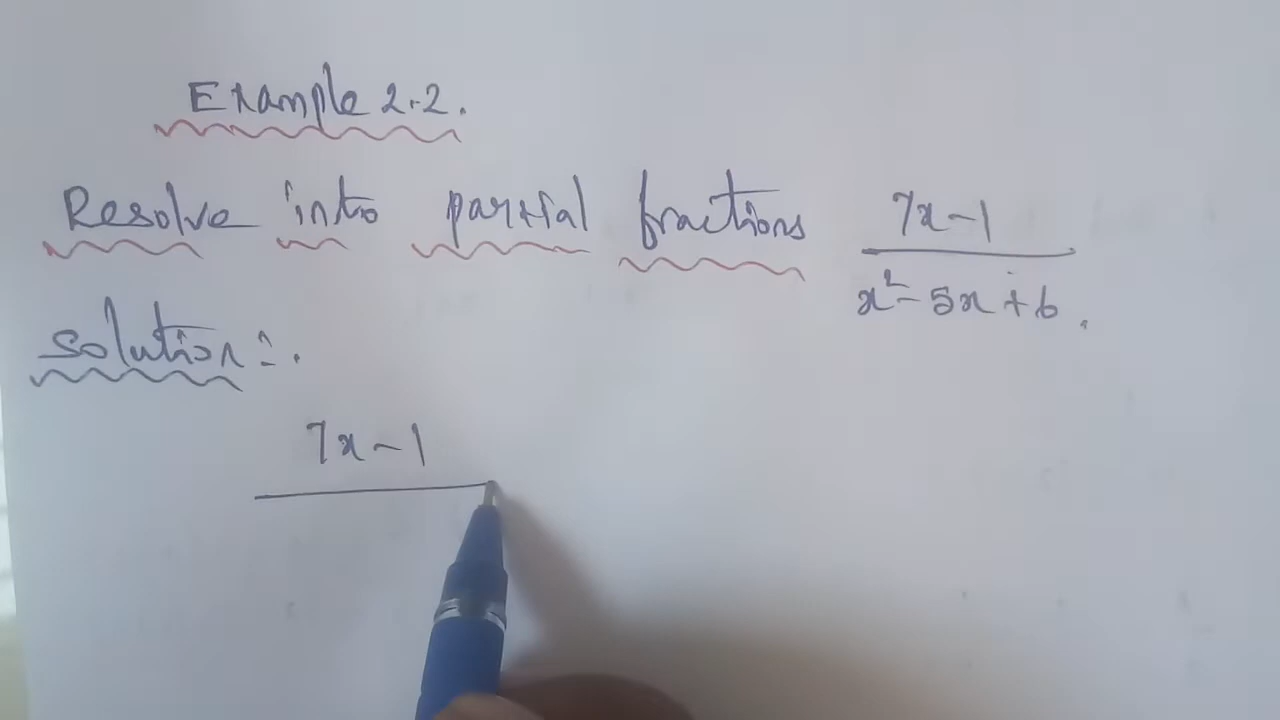 Example 2.2.
Resolve into partial fractions 7x-1 / x²-5x+6.
solution:-.
7x-1